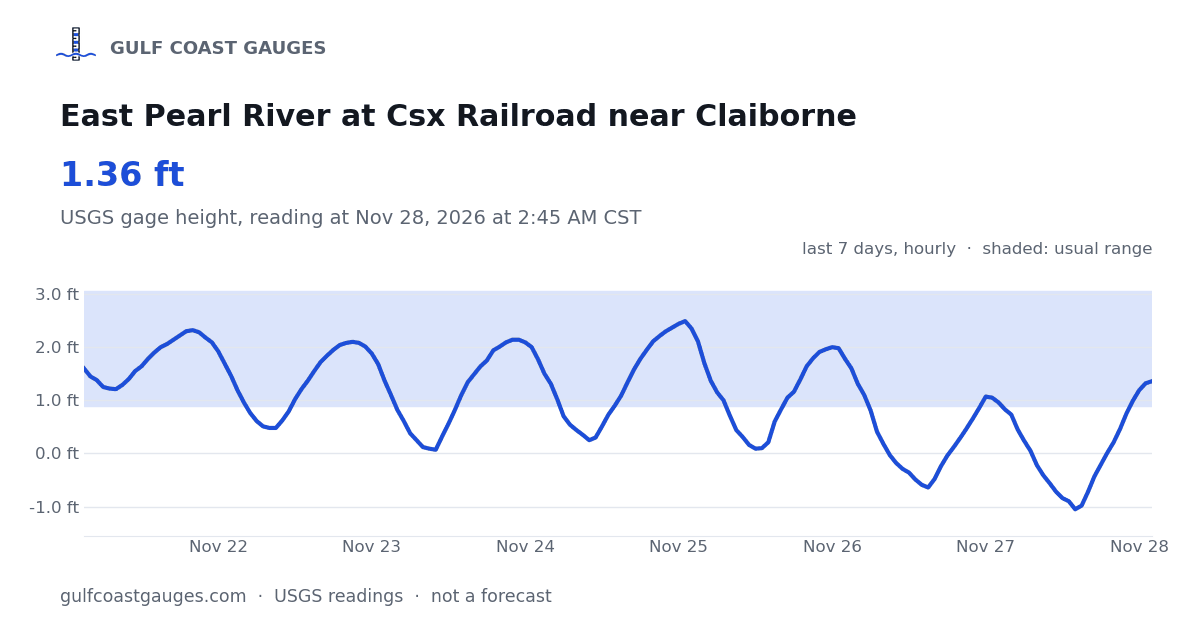 GULF COAST GAUGES
East Pearl River at Csx Railroad near Claiborne
1.36 ft
USGS gage height, reading at Nov 28, 2026 at 2:45 AM CST
last 7 days, hourly · shaded: usual range
3.0 ft
2.0 ft
1.0 ft
0.0 ft
-1.0 ft
Nov 22 Nov 23 Nov 24 Nov 25 Nov 26 Nov 27 Nov 28
gulfcoastgauges.com · USGS readings · not a forecast